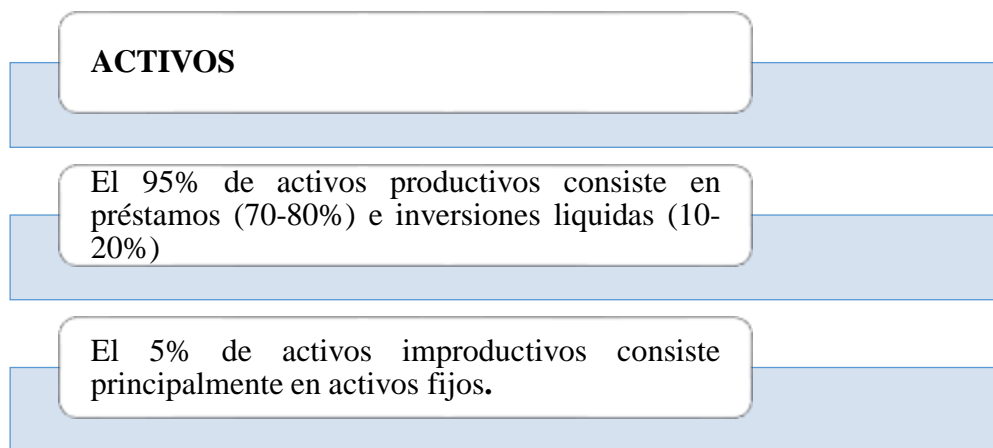 ACTIVOS
El 95% de activos productivos consiste en
préstamos (70-80%) e inversiones liquidas (10-
20%)
El 5% de activos improductivos consiste
principalmente en activos fijos.